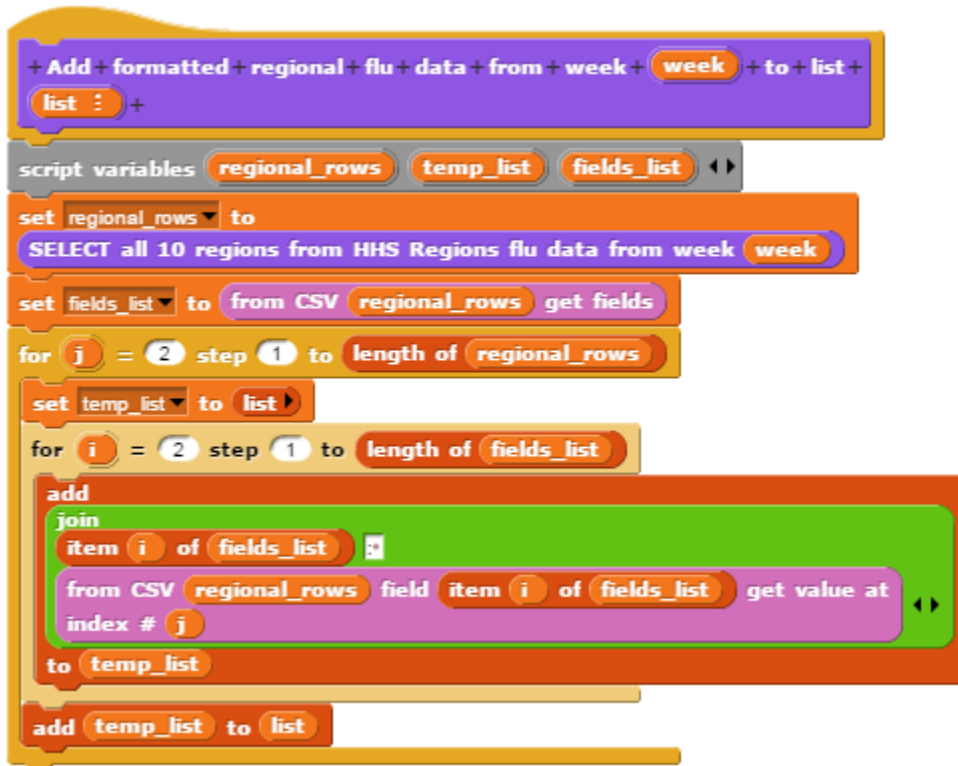 + Add + formatted + regional + flu + data + from + week + week + to + list +
list ⋮ +
script variables regional_rows temp_list fields_list
set regional_rows to
SELECT all 10 regions from HHS Regions flu data from week week
set fields_list to from CSV regional_rows get fields
for j = 2 step 1 to length of regional_rows
set temp_list to list
for i = 2 step 1 to length of fields_list
add
join
item i of fields_list :
from CSV regional_rows field item i of fields_list get value at
index # j
to temp_list
add temp_list to list